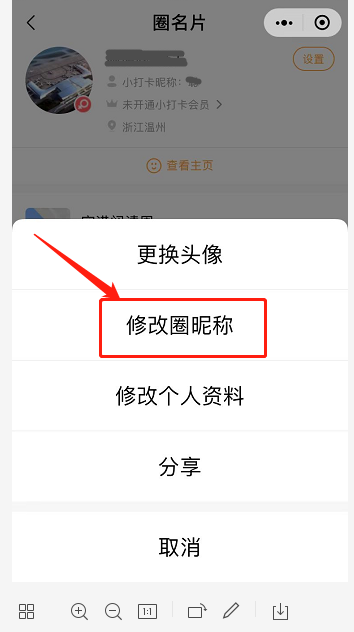 圈名片
小打卡昵称：
设置
未开通小打卡会员
浙江温州
查看主页
更换头像
修改圈昵称
修改个人资料
分享
取消
1:1